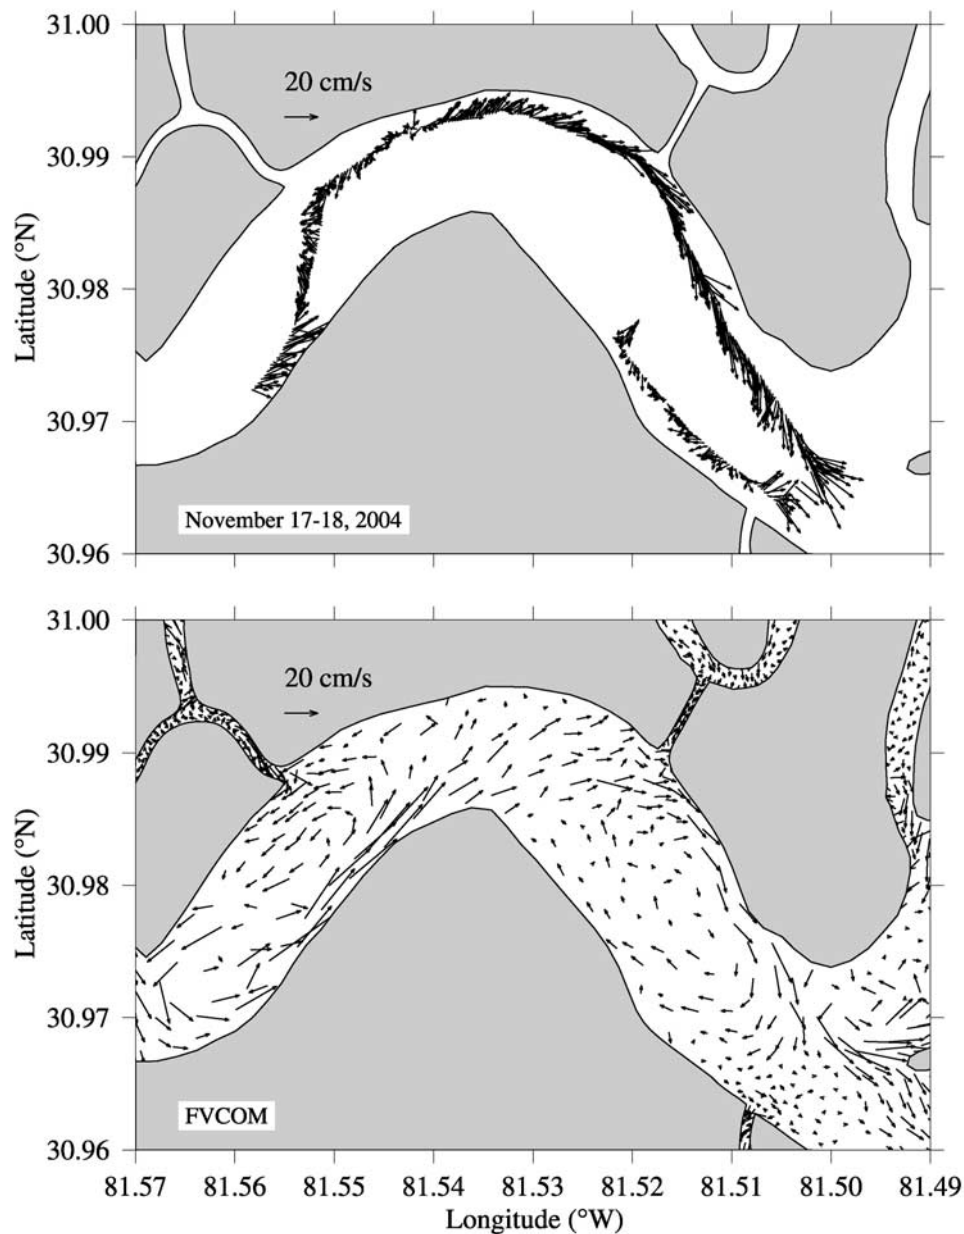 31.00
20 cm/s
30.99
30.98
Latitude (°N)
30.97
November 17-18, 2004
30.96
31.00
20 cm/s
30.99
30.98
Latitude (°N)
30.97
FVCOM
30.96
81.57 81.56 81.55 81.54 81.53 81.52 81.51 81.50 81.49
Longitude (°W)